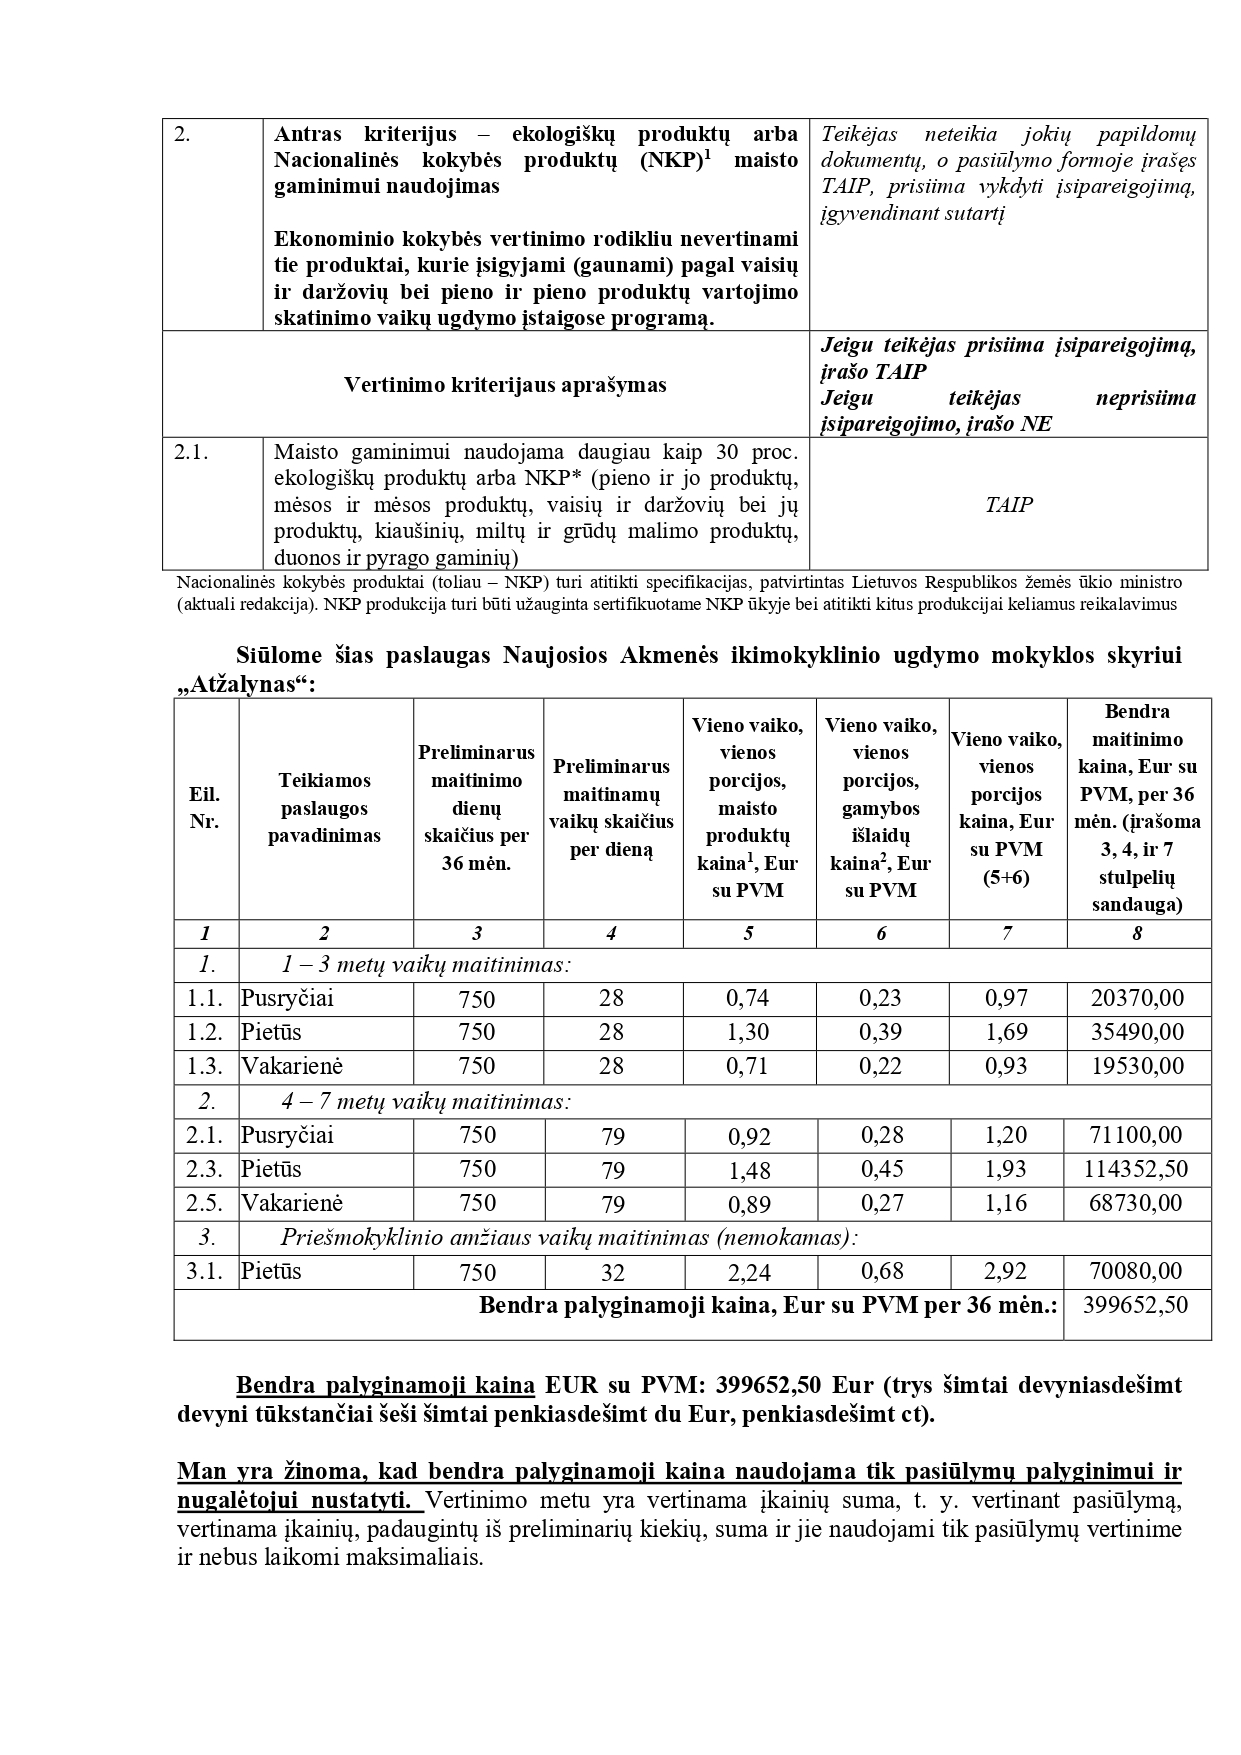 2.
Antras kriterijus – ekologiškų produktų arba
Nacionalinės kokybės produktų (NKP)1 maisto
gaminimui naudojimas
Ekonominio kokybės vertinimo rodikliu nevertinami
tie produktai, kurie įsigyjami (gaunami) pagal vaisių
ir daržovių bei pieno ir pieno produktų vartojimo
skatinimo vaikų ugdymo įstaigose programą.
Teikėjas neteikia jokių papildomų
dokumentų, o pasiūlymo formoje įrašęs
TAIP, prisiima vykdyti įsipareigojimą,
įgyvendinant sutartį
Vertinimo kriterijaus aprašymas
Jeigu teikėjas prisiima įsipareigojimą,
įrašo TAIP
Jeigu teikėjas neprisiima
įsipareigojimo, įrašo NE
2.1.
Maisto gaminimui naudojama daugiau kaip 30 proc.
ekologiškų produktų arba NKP* (pieno ir jo produktų,
mėsos ir mėsos produktų, vaisių ir daržovių bei jų
produktų, kiaušinių, miltų ir grūdų malimo produktų,
duonos ir pyrago gaminių)
TAIP
Nacionalinės kokybės produktai (toliau – NKP) turi atitikti specifikacijas, patvirtintas Lietuvos Respublikos žemės ūkio ministro
(aktuali redakcija). NKP produkcija turi būti užauginta sertifikuotame NKP ūkyje bei atitikti kitus produkcijai keliamus reikalavimus
Siūlome šias paslaugas Naujosios Akmenės ikimokyklinio ugdymo mokyklos skyriui
„Atžalynas“:
Eil.
Nr.
Teikiamos
paslaugos
pavadinimas
Preliminarus
maitinimo
dienų
skaičius per
36 mėn.
Preliminarus
maitinamų
vaikų skaičius
per dieną
Vieno vaiko,
vienos
porcijos,
maisto
produktų
kaina1, Eur
su PVM
Vieno vaiko,
vienos
porcijos,
gamybos
išlaidų
kaina2, Eur
su PVM
Vieno vaiko,
vienos
porcijos
kaina, Eur
su PVM
(5+6)
Bendra
maitinimo
kaina, Eur su
PVM, per 36
mėn. (įrašoma
3, 4, ir 7
stulpelių
sandauga)
1 2 3 4 5 6 7 8
1. 1 – 3 metų vaikų maitinimas:
1.1. Pusryčiai 750 28 0,74 0,23 0,97 20370,00
1.2. Pietūs 750 28 1,30 0,39 1,69 35490,00
1.3. Vakarienė 750 28 0,71 0,22 0,93 19530,00
2. 4 – 7 metų vaikų maitinimas:
2.1. Pusryčiai 750 79 0,92 0,28 1,20 71100,00
2.3. Pietūs 750 79 1,48 0,45 1,93 114352,50
2.5. Vakarienė 750 79 0,89 0,27 1,16 68730,00
3. Priešmokyklinio amžiaus vaikų maitinimas (nemokamas):
3.1. Pietūs 750 32 2,24 0,68 2,92 70080,00
Bendra palyginamoji kaina, Eur su PVM per 36 mėn.: 399652,50
Bendra palyginamoji kaina EUR su PVM: 399652,50 Eur (trys šimtai devyniasdešimt
devyni tūkstančiai šeši šimtai penkiasdešimt du Eur, penkiasdešimt ct).
Man yra žinoma, kad bendra palyginamoji kaina naudojama tik pasiūlymų palyginimui ir
nugalėtojui nustatyti. Vertinimo metu yra vertinama įkainių suma, t. y. vertinant pasiūlymą,
vertinama įkainių, padaugintų iš preliminarių kiekių, suma ir jie naudojami tik pasiūlymų vertinime
ir nebus laikomi maksimaliais.